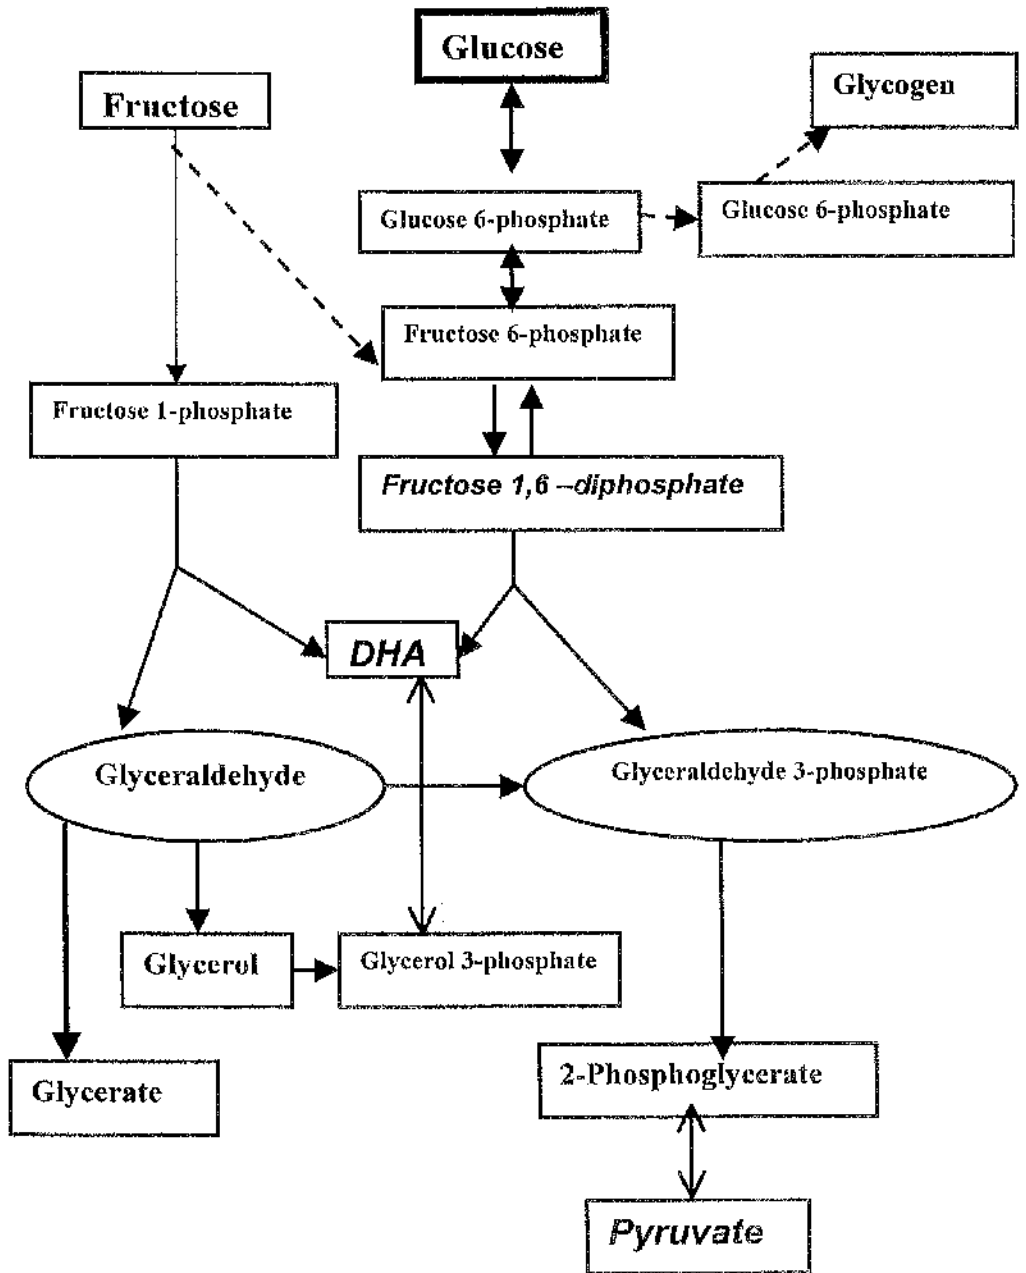 Glucose
Fructose
Glycogen
Glucose 6-phosphate
Glucose 6-phosphate
Fructose 6-phosphate
Fructose 1-phosphate
Fructose 1,6 –diphosphate
DHA
Glyceraldehyde
Glyceraldehyde 3-phosphate
Glycerol
Glycerol 3-phosphate
2-Phosphoglycerate
Glycerate
Pyruvate